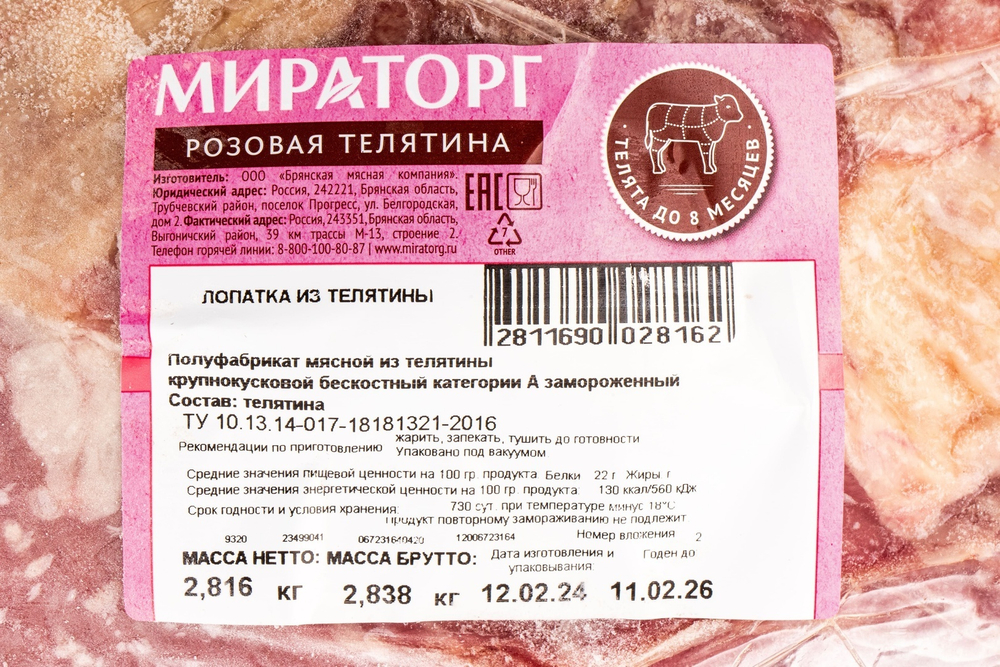 МИРАТОРГ
РОЗОВАЯ ТЕЛЯТИНА
Изготовитель: ООО «Брянская мясная компания».
Юридический адрес: Россия, 242221, Брянская область,
Трубчевский район, поселок Прогресс, ул. Белгородская,
дом 2. Фактический адрес: Россия, 243351, Брянская область,
Выгоничский район, 39 км трассы М-13, строение 2.
Телефон горячей линии: 8-800-100-80-87 | www.miratorg.ru
ЕАС
7
OTHER
· ТЕЛЯТА ДО 8 МЕСЯЦЕВ ·
ЛОПАТКА ИЗ ТЕЛЯТИНЫ
2811690 028162
Полуфабрикат мясной из телятины
крупнокусковой бескостный категории А замороженный
Состав: телятина
ТУ 10.13.14-017-18181321-2016
Рекомендации по приготовлению жарить, запекать, тушить до готовности
Упаковано под вакуумом
Средние значения пищевой ценности на 100 гр. продукта. Белки 22 г Жиры г
Средние значения энергетической ценности на 100 гр. продукта 130 ккал/560 кДж
Срок годности и условия хранения: 730 сут. при температуре минус 18°С
Продукт повторному замораживанию не подлежит
9320 23499041 12006723164 Номер вложения 2
МАССА НЕТТО: МАССА БРУТТО: Дата изготовления и упаковывания: Годен до
2,816 кг 2,838 кг 12.02.24 11.02.26